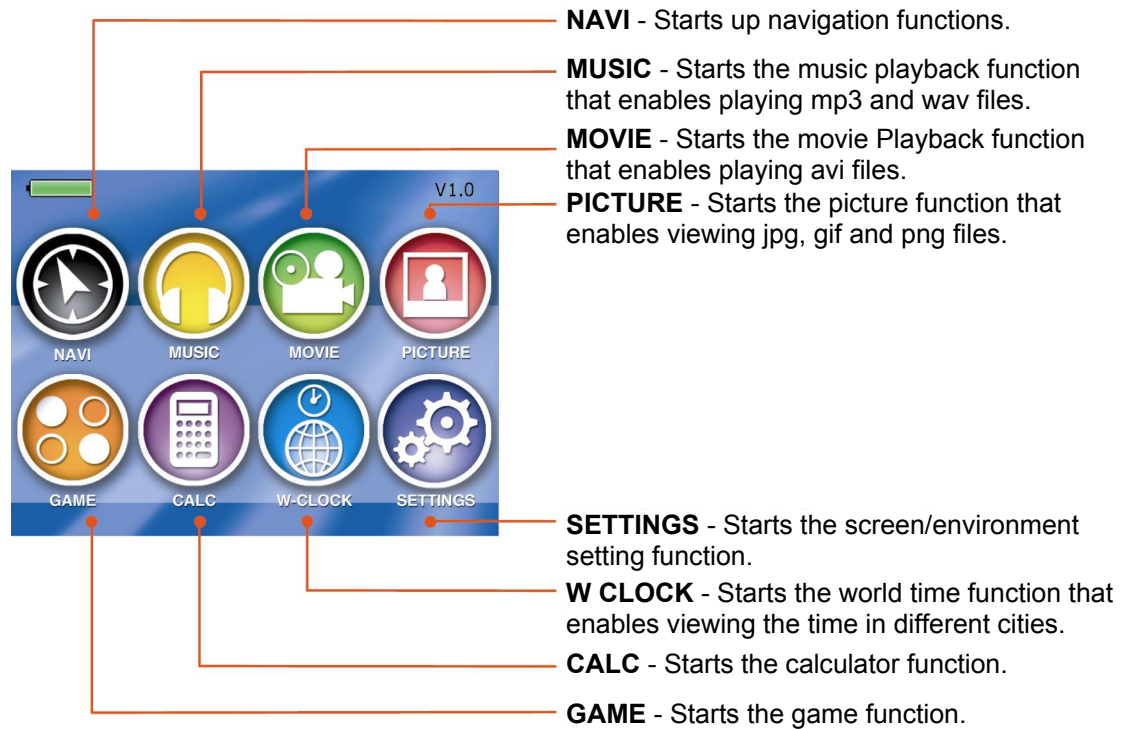 NAVI - Starts up navigation functions.
MUSIC - Starts the music playback function
that enables playing mp3 and wav files.
MOVIE - Starts the movie Playback function
that enables playing avi files.
PICTURE - Starts the picture function that
enables viewing jpg, gif and png files.
V1.0
NAVI MUSIC MOVIE PICTURE
GAME CALC W-CLOCK SETTINGS
SETTINGS - Starts the screen/environment
setting function.
W CLOCK - Starts the world time function that
enables viewing the time in different cities.
CALC - Starts the calculator function.
GAME - Starts the game function.